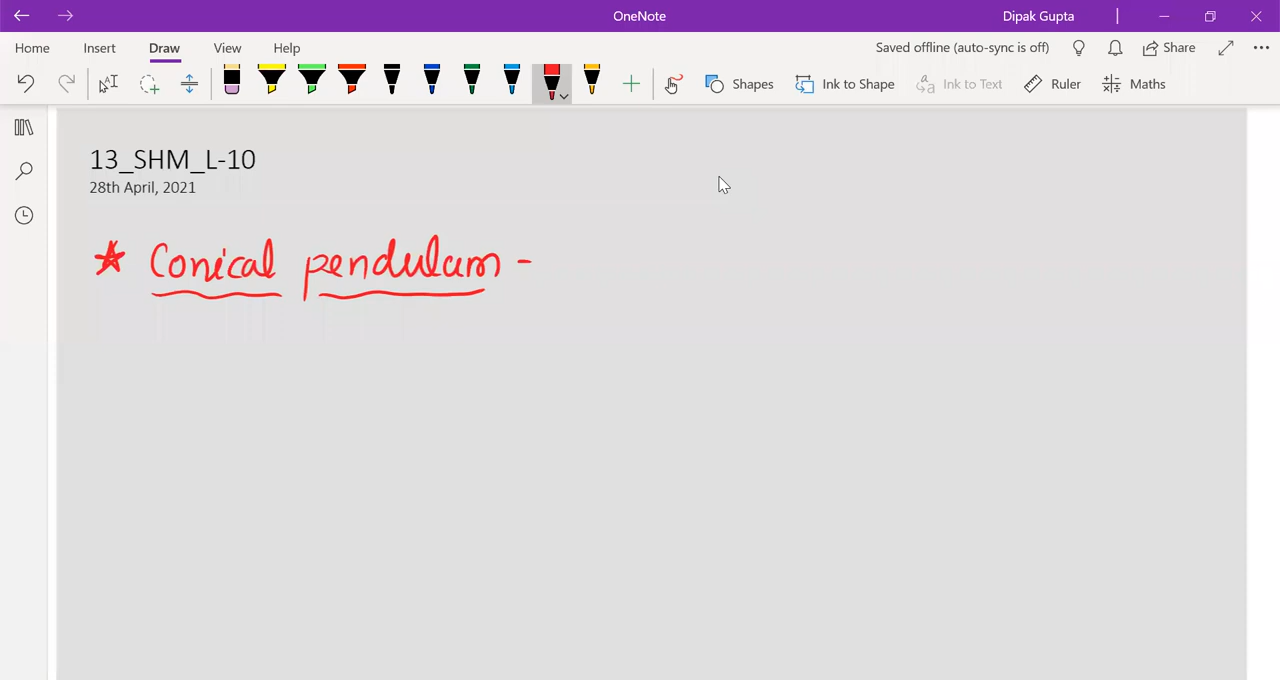 OneNote
Dipak Gupta
Home Insert Draw View Help
Saved offline (auto-sync is off) Share
Shapes Ink to Shape Ink to Text Ruler Maths
13_SHM_L-10
28th April, 2021
* Conical pendulam -